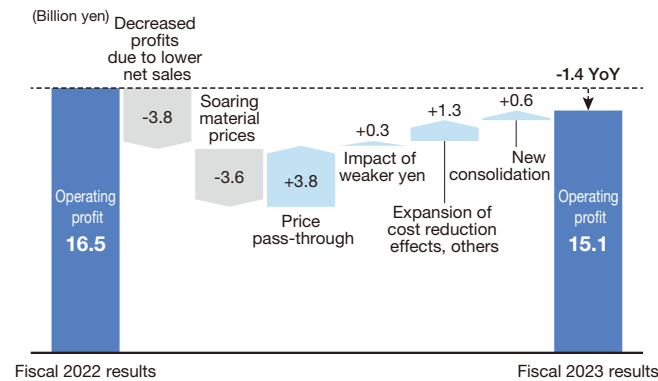 (Billion yen)
Decreased
profits
due to lower
net sales
-3.8
Soaring
material
prices
-3.6
+3.8
Price
pass-through
+0.3
Impact of
weaker yen
+1.3
Expansion of
cost reduction
effects, others
+0.6
New
consolidation
-1.4 YoY
Operating
profit
16.5
Operating
profit
15.1
Fiscal 2022 results
Fiscal 2023 results